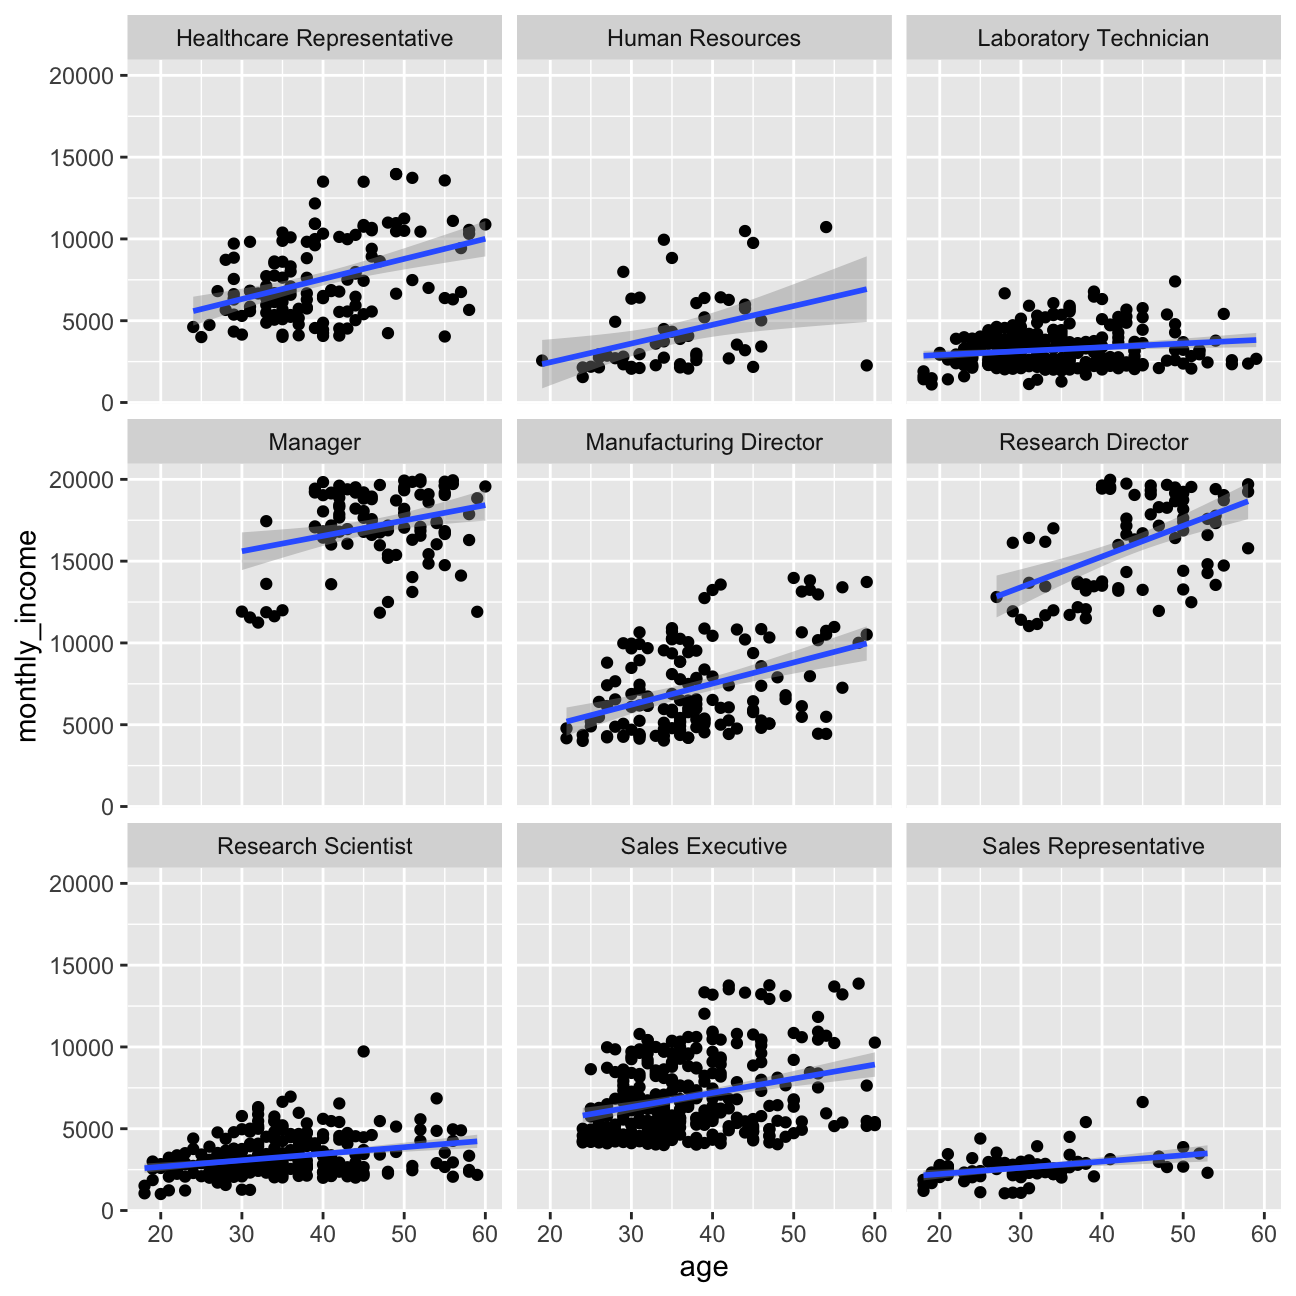 Healthcare Representative Human Resources Laboratory Technician
20000
15000
10000
5000
0
Manager Manufacturing Director Research Director
20000
15000
10000
5000
0
monthly_income
Research Scientist Sales Executive Sales Representative
20000
15000
10000
5000
0
20 30 40 50 60 20 30 40 50 60 20 30 40 50 60
age